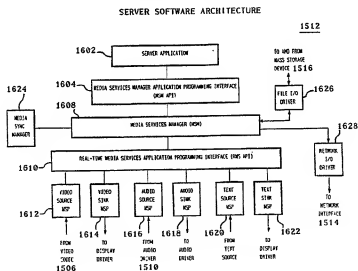 SERVER SOFTWARE ARCHITECTURE
1512
1602
SERVER APPLICATION
TO AND FROM
MASS STORAGE
DEVICE 1516
1604
MEDIA SERVICES MANAGER APPLICATION PROGRAMMING INTERFACE
(MSM API)
1624
MEDIA
SYNC
MANAGER
1608
MEDIA SERVICES MANAGER (MSM)
FILE I/O
DRIVER
1626
1628
NETWORK
I/O
DRIVER
TO
NETWORK
INTERFACE
1514
1610
REAL-TIME MEDIA SERVICES APPLICATION PROGRAMMING INTERFACE (RMS API)
1612
VIDEO
SOURCE
MSP
VIDEO
SINK
MSP
AUDIO
SOURCE
MSP
AUDIO
SINK
MSP
TEXT
SOURCE
MSP
TEXT
SINK
MSP
1614
1616
1618
1620
1622
FROM
VIDEO
SOURCE
1506
TO
DISPLAY
DRIVER
FROM
AUDIO
DRIVER
1510
TO
AUDIO
DRIVER
FROM
TEXT
SOURCE
TO
DISPLAY
DRIVER